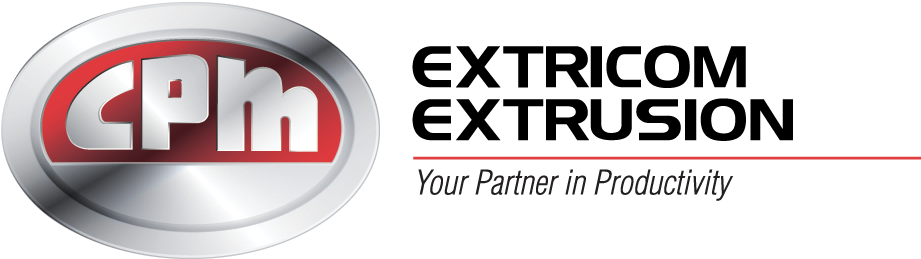 CPM
EXTRICOM
EXTRUSION
Your Partner in Productivity